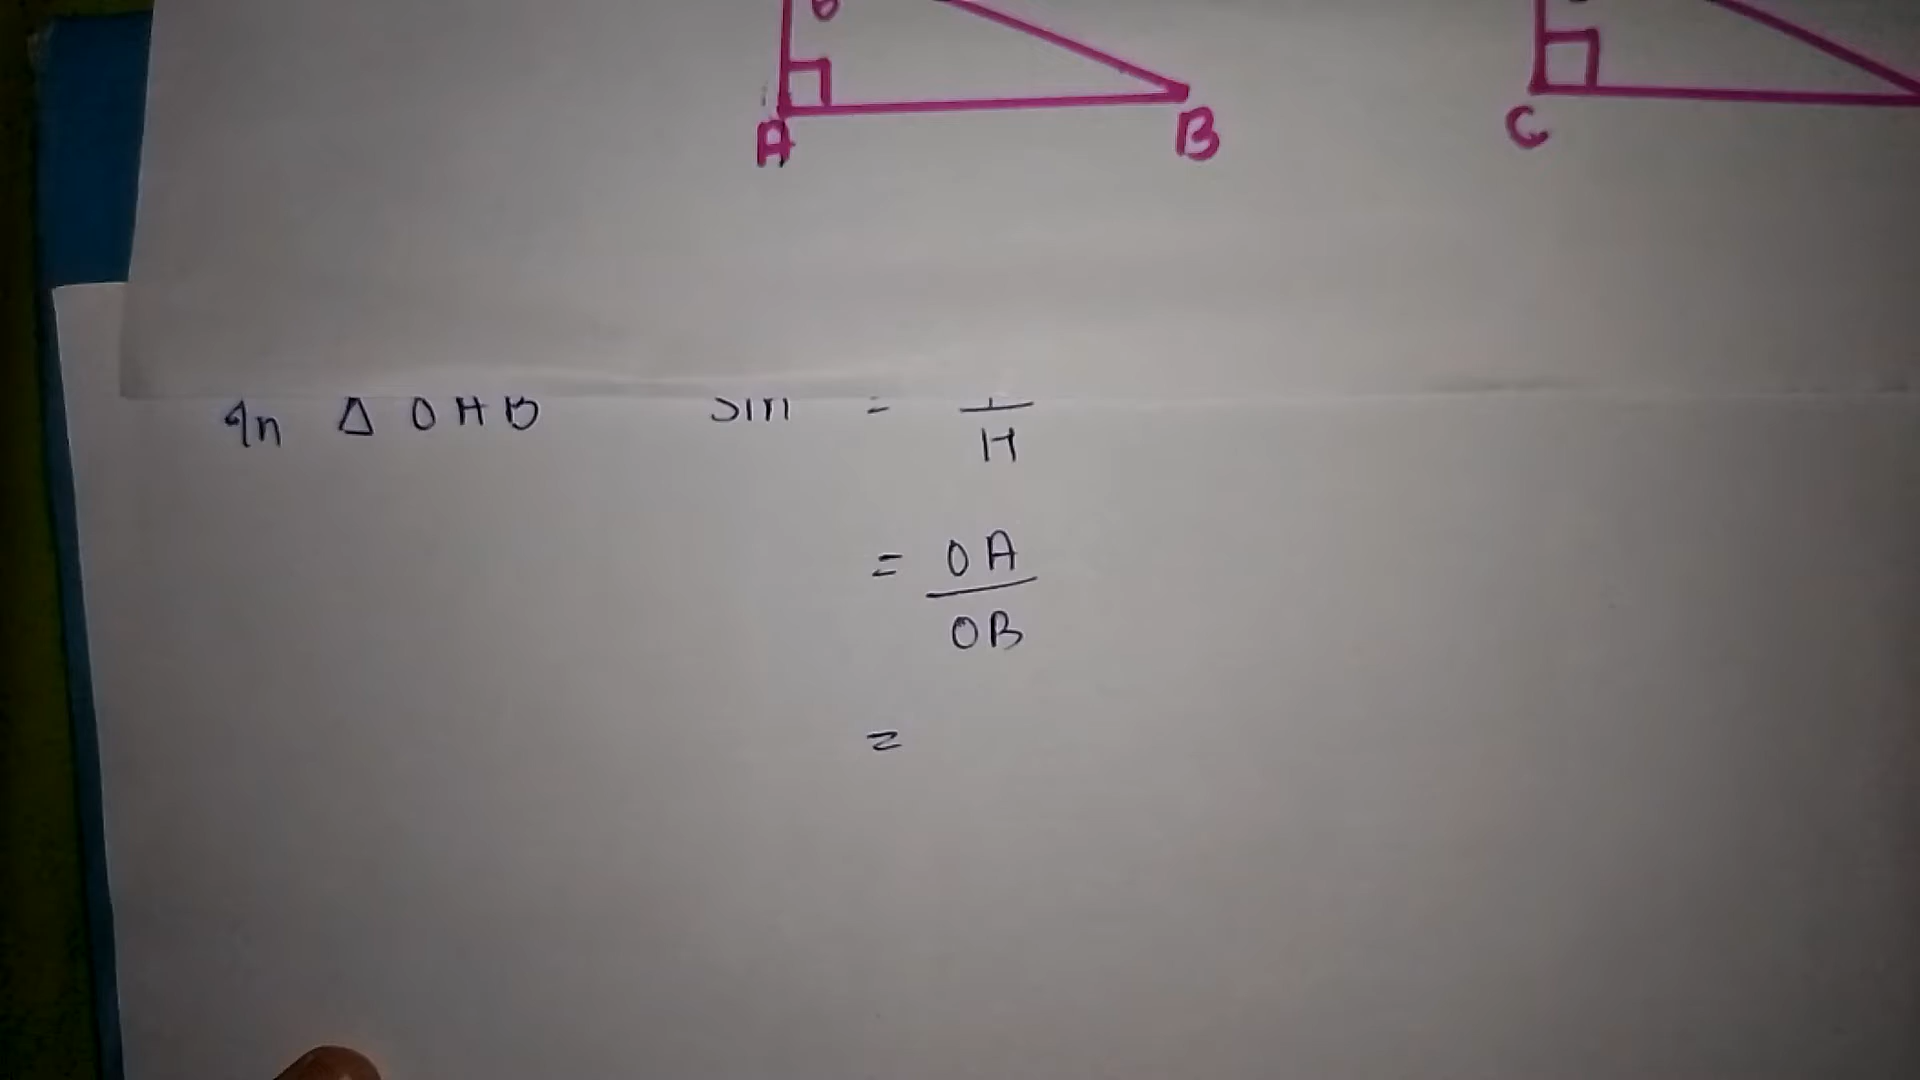 A B C
In Δ OAB sin =
H
= OA
OB
=